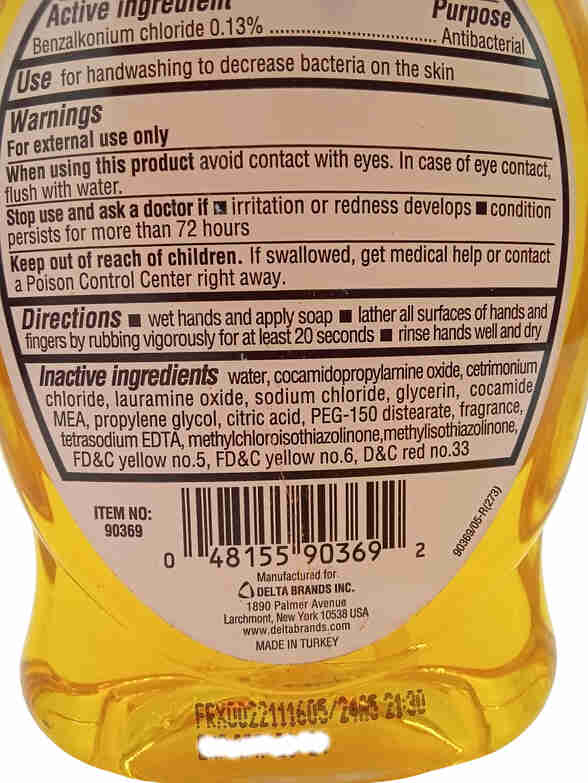 Active Ingredient Purpose
Benzalkonium chloride 0.13% ........................................ Antibacterial
Use for handwashing to decrease bacteria on the skin
Warnings
For external use only
When using this product avoid contact with eyes. In case of eye contact,
flush with water.
Stop use and ask a doctor if ■ irritation or redness develops ■ condition
persists for more than 72 hours
Keep out of reach of children. If swallowed, get medical help or contact
a Poison Control Center right away.
Directions ■ wet hands and apply soap ■ lather all surfaces of hands and
fingers by rubbing vigorously for at least 20 seconds ■ rinse hands well and dry
Inactive ingredients water, cocamidopropylamine oxide, cetrimonium
chloride, lauramine oxide, sodium chloride, glycerin, cocamide
MEA, propylene glycol, citric acid, PEG-150 distearate, fragrance,
tetrasodium EDTA, methylchloroisothiazolinone, methylisothiazolinone,
FD&C yellow no.5, FD&C yellow no.6, D&C red no.33
ITEM NO:
90369
0 48155 90369 2
90369/05-R(273)
Manufactured for:
DELTA BRANDS INC.
1890 Palmer Avenue
Larchmont, New York 10538 USA
www.deltabrands.com
MADE IN TURKEY
21:30